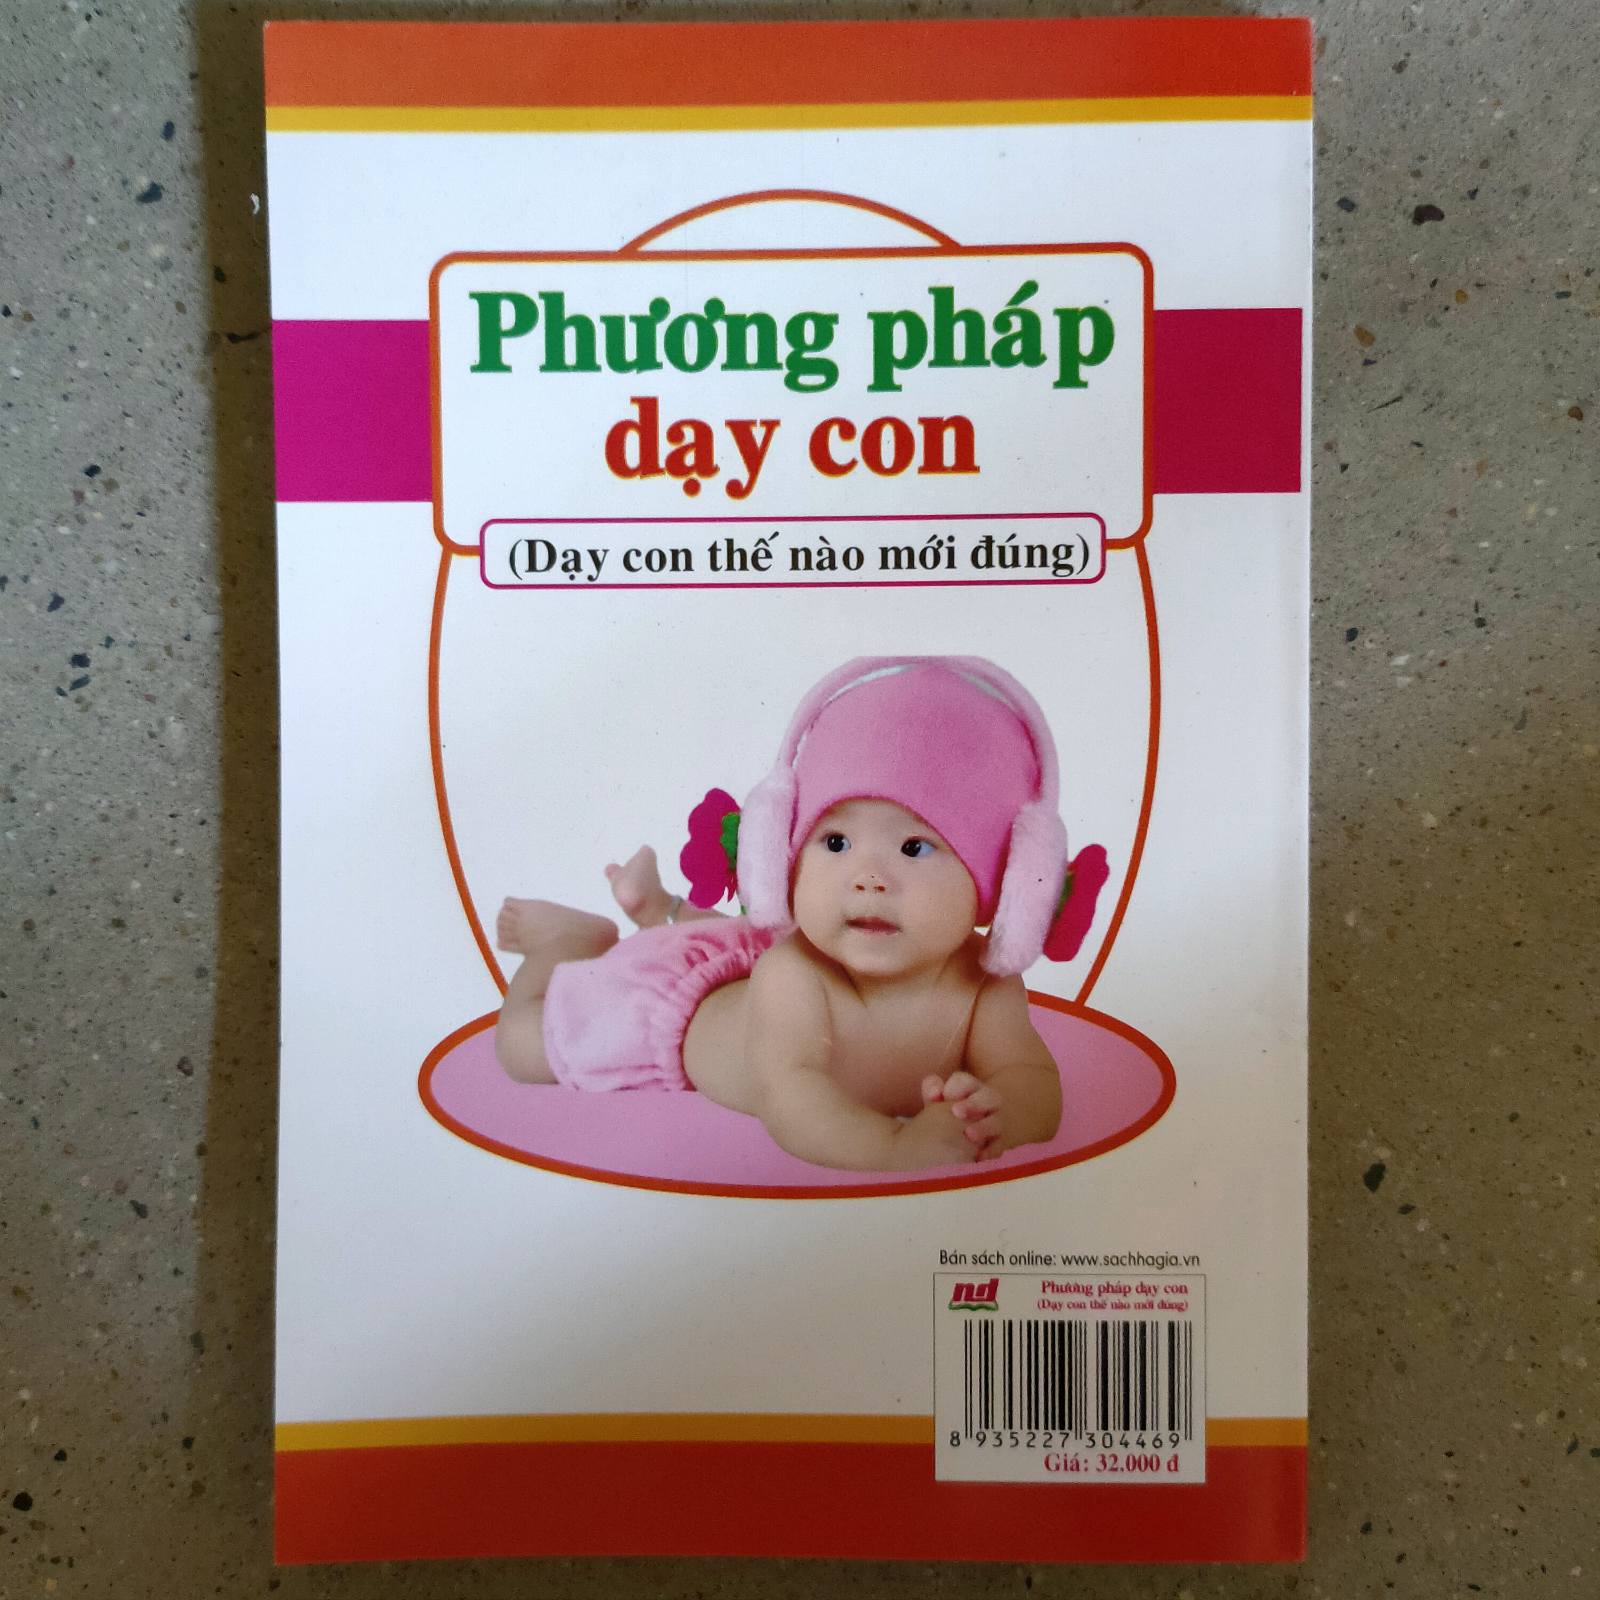 Phương pháp
dạy con
(Dạy con thế nào mới đúng)
Bán sách online: www.sachhagia.vn
nd
Phương pháp dạy con
(Dạy con thế nào mới đúng)
8 935227 304469
Giá: 32.000 đ